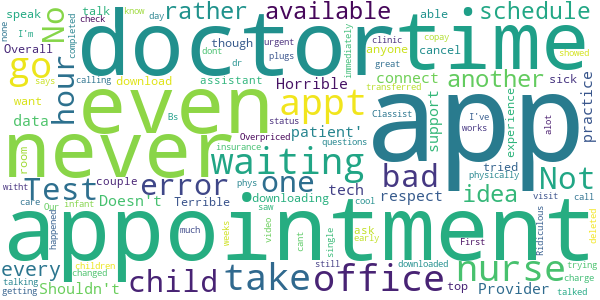 check know day
none speak talk able
I'm
rather available schedule
No doctor time
Overall though anyone cancel clinic urgent plugs copay showed
says calling dr great immediately
completed
go hour download assistant Horrible another sick
want connect
data even appt patient' support practice
status transferred
Bs Classist
Overpriced I've works alot
never app
experience
insurance questions
room waiting bad Not
error tried
Test one tech idea physically
witht couple phys downloading respect
care Our infant Doesn't Terrible cool visit call
happened much weeks saw video cant single ask early First Ridiculous deleted
appointment
every children still downloaded nurse trying
talking changed child take office top Provider charge
getting Shouldn't talked
dont